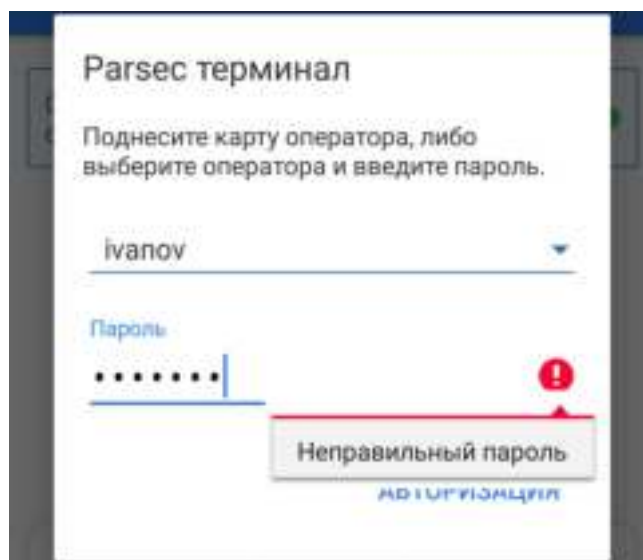 Parsec терминал
Поднесите карту оператора, либо
выберите оператора и введите пароль.
ivanov
Пароль
•••••••
Неправильный пароль
АВТОРИЗАЦИЯ